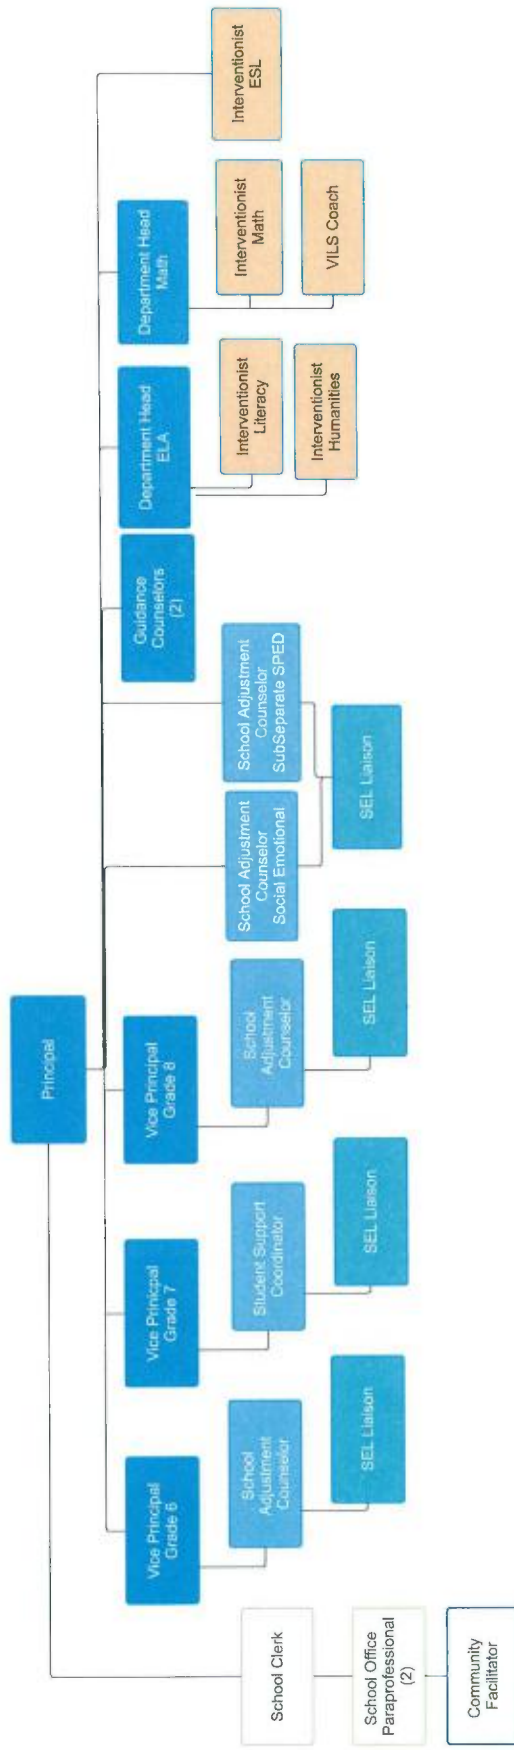 Principal
Vice Principal
Grade 6
Vice Prinicpal
Grade 7
Vice Principal
Grade 8
Guidance
Counselors
(2)
Department Head
ELA
Department Head
Math
Interventionist
ESL
School Clerk
School
Adjustment
Counselor
Student Support
Coordinator
School
Adjustment
Counselor
School Adjustment
Counselor
Social Emotional
School Adjustment
Counselor
SubSeparate SPED
Interventionist
Literacy
Interventionist
Math
School Office
Paraprofessional
(2)
SEL Liaison
SEL Liaison
SEL Liaison
SEL Liaison
Interventionist
Humanities
VILS Coach
Community
Facilitator